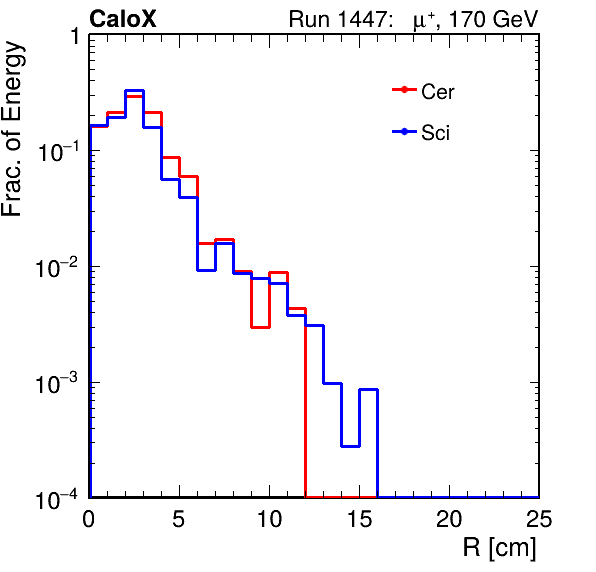 CaloX Run 1447: μ⁺, 170 GeV
Frac. of Energy
1
10⁻¹
10⁻²
10⁻³
10⁻⁴
Cer
Sci
0 5 10 15 20 25
R [cm]